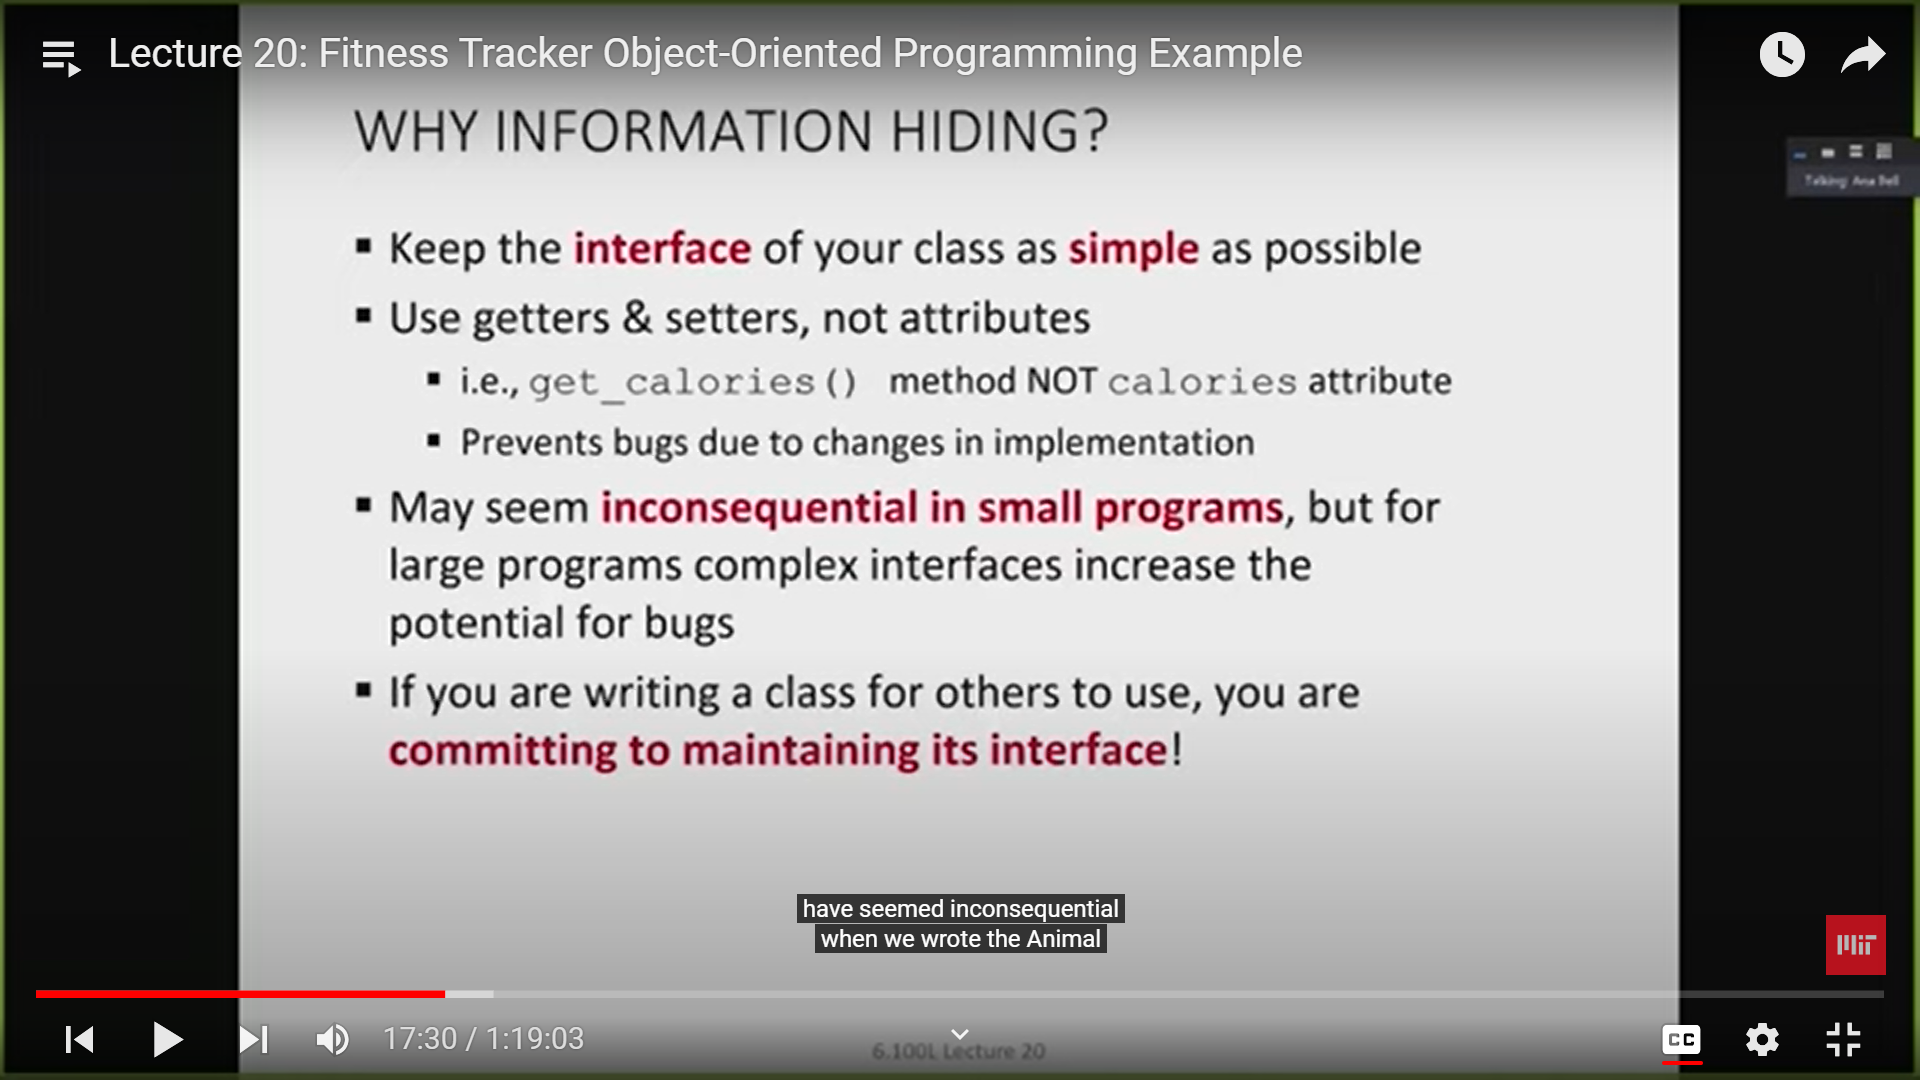 Lecture 20: Fitness Tracker Object-Oriented Programming Example
WHY INFORMATION HIDING?
Talking: Ana Bell
▪ Keep the interface of your class as simple as possible
▪ Use getters & setters, not attributes
▪ i.e., get_calories() method NOT calories attribute
▪ Prevents bugs due to changes in implementation
▪ May seem inconsequential in small programs, but for
large programs complex interfaces increase the
potential for bugs
▪ If you are writing a class for others to use, you are
committing to maintaining its interface!
have seemed inconsequential
when we wrote the Animal
MIT
17:30 / 1:19:03
CC
6.100L Lecture 20